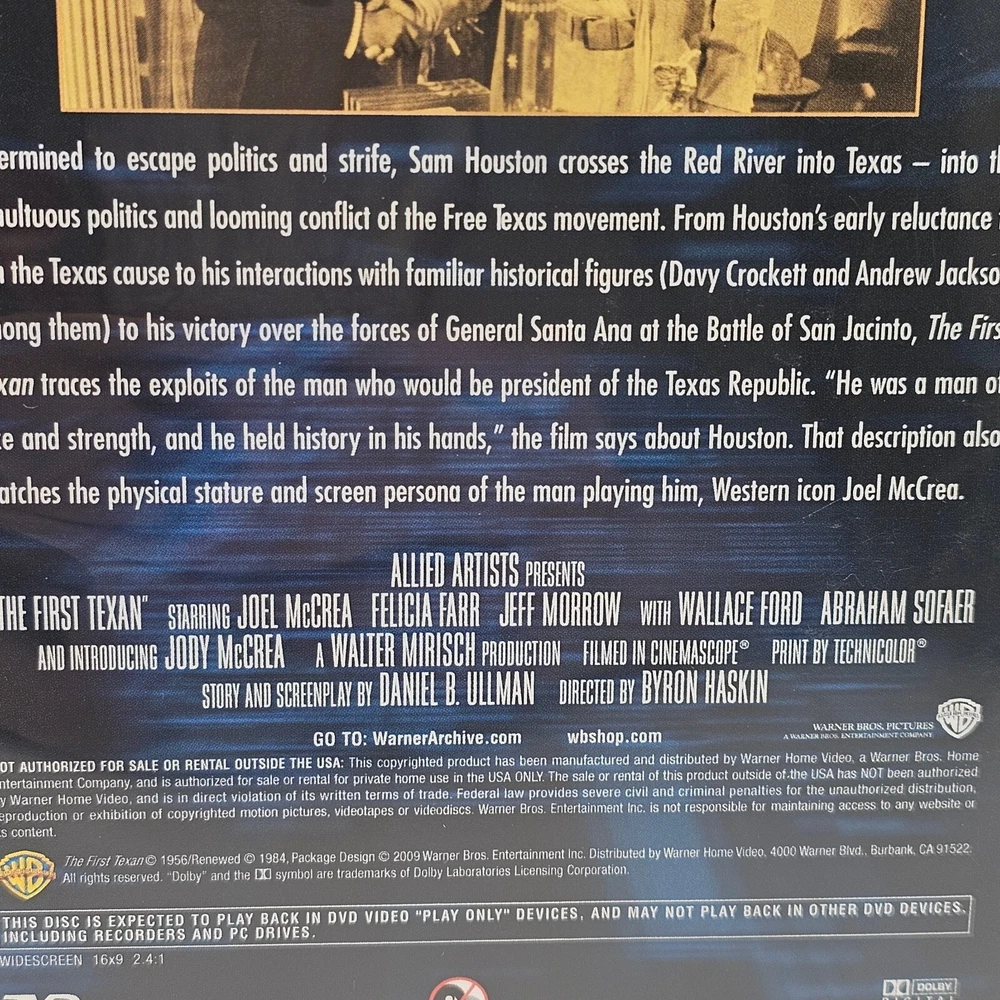 ermined to escape politics and strife, Sam Houston crosses the Red River into Texas – into th
ultuous politics and looming conflict of the Free Texas movement. From Houston's early reluctance
the Texas cause to his interactions with familiar historical figures (Davy Crockett and Andrew Jackso
ong them) to his victory over the forces of General Santa Ana at the Battle of San Jacinto, The Firs
xan traces the exploits of the man who would be president of the Texas Republic. "He was a man of
e and strength, and he held history in his hands," the film says about Houston. That description also
atches the physical stature and screen persona of the man playing him, Western icon Joel McCrea.
ALLIED ARTISTS PRESENTS
THE FIRST TEXAN" STARRING JOEL McCREA FELICIA FARR JEFF MORROW WITH WALLACE FORD ABRAHAM SOFAER
AND INTRODUCING JODY McCREA A WALTER MIRISCH PRODUCTION FILMED IN CINEMASCOPE® PRINT BY TECHNICOLOR®
STORY AND SCREENPLAY BY DANIEL B. ULLMAN DIRECTED BY BYRON HASKIN
GO TO: WarnerArchive.com wbshop.com
WARNER BROS. PICTURES
A WARNER BROS. ENTERTAINMENT COMPANY
OT AUTHORIZED FOR SALE OR RENTAL OUTSIDE THE USA: This copyrighted product has been manufactured and distributed by Warner Home Video, a Warner Bros. Home
ntertainment Company, and is authorized for sale or rental for private home use in the USA ONLY. The sale or rental of this product outside of the USA has NOT been authorized
y Warner Home Video, and is in direct violation of its written terms of trade. Federal law provides severe civil and criminal penalties for the unauthorized distribution,
eproduction or exhibition of copyrighted motion pictures, videotapes or videodiscs. Warner Bros. Entertainment Inc. is not responsible for maintaining access to any website or
s content.
The First Texan © 1956/Renewed © 1984, Package Design © 2009 Warner Bros. Entertainment Inc. Distributed by Warner Home Video, 4000 Warner Blvd., Burbank, CA 91522.
All rights reserved. "Dolby" and the DD symbol are trademarks of Dolby Laboratories Licensing Corporation.
THIS DISC IS EXPECTED TO PLAY BACK IN DVD VIDEO "PLAY ONLY" DEVICES, AND MAY NOT PLAY BACK IN OTHER DVD DEVICES,
INCLUDING RECORDERS AND PC DRIVES.
WIDESCREEN 16x9 2.4:1
DOLBY
DIGITAL